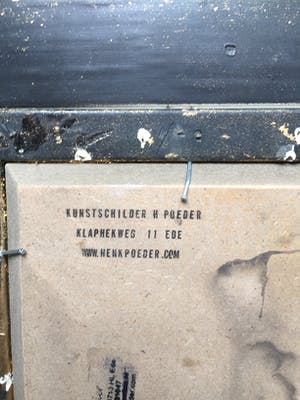 KUNSTSCHILDER H POEDER
KLAPHEKWEG 11 EDE
WWW.HENKPOEDER.COM